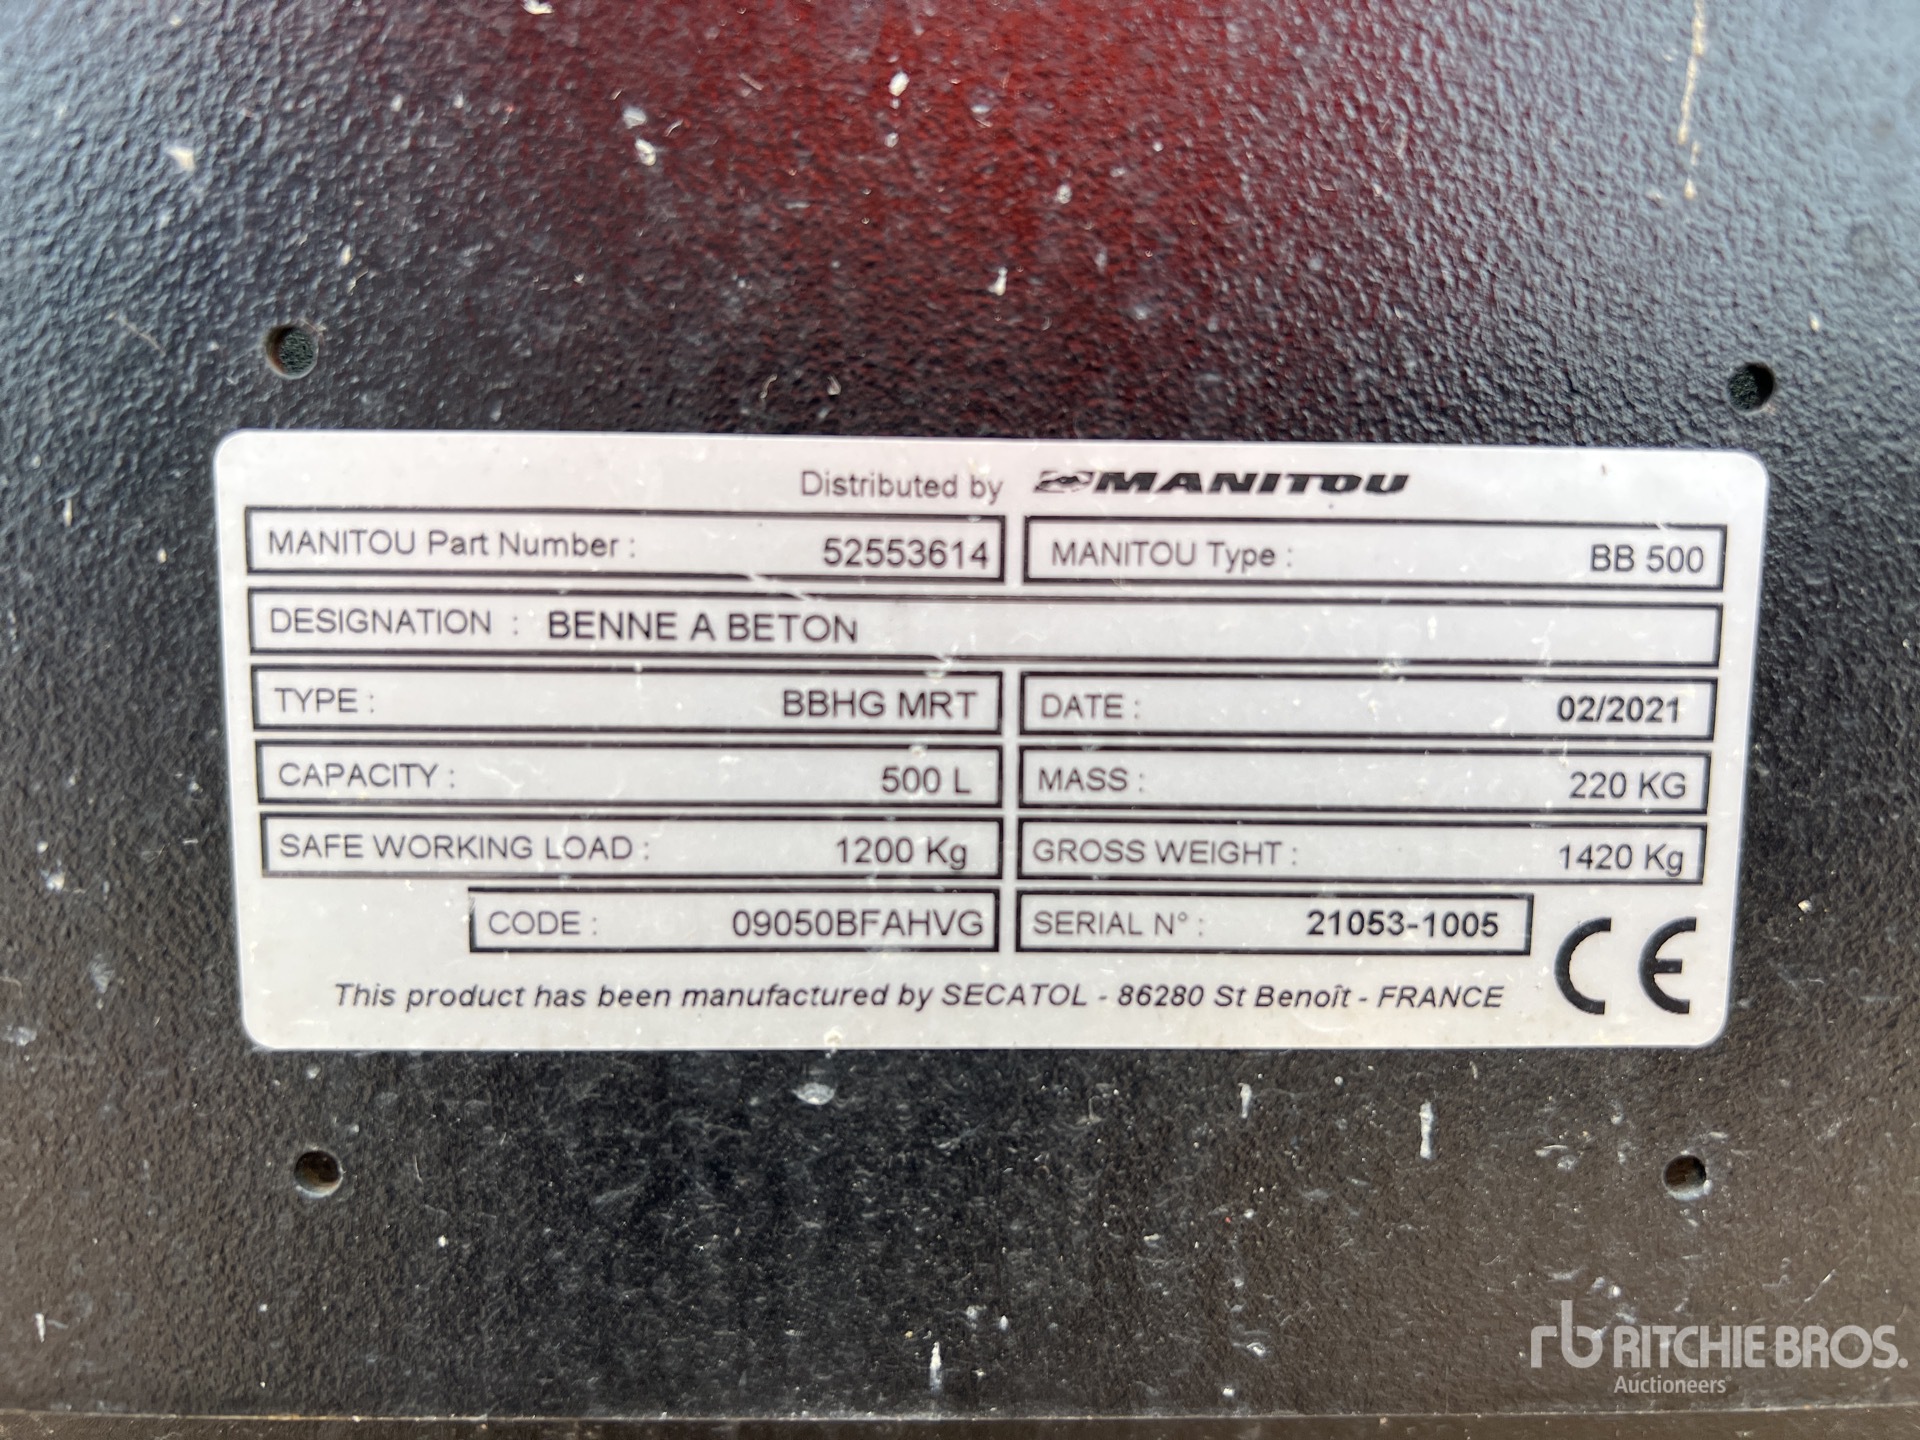 Distributed by MANITOU
MANITOU Part Number : 52553614 MANITOU Type : BB 500
DESIGNATION : BENNE A BETON
TYPE : BBHG MRT DATE : 02/2021
CAPACITY : 500 L MASS : 220 KG
SAFE WORKING LOAD : 1200 Kg GROSS WEIGHT : 1420 Kg
CODE : 09050BFAHVG SERIAL N° : 21053-1005 CE
This product has been manufactured by SECATOL - 86280 St Benoît - FRANCE
rb RITCHIE BROS.
Auctioneers